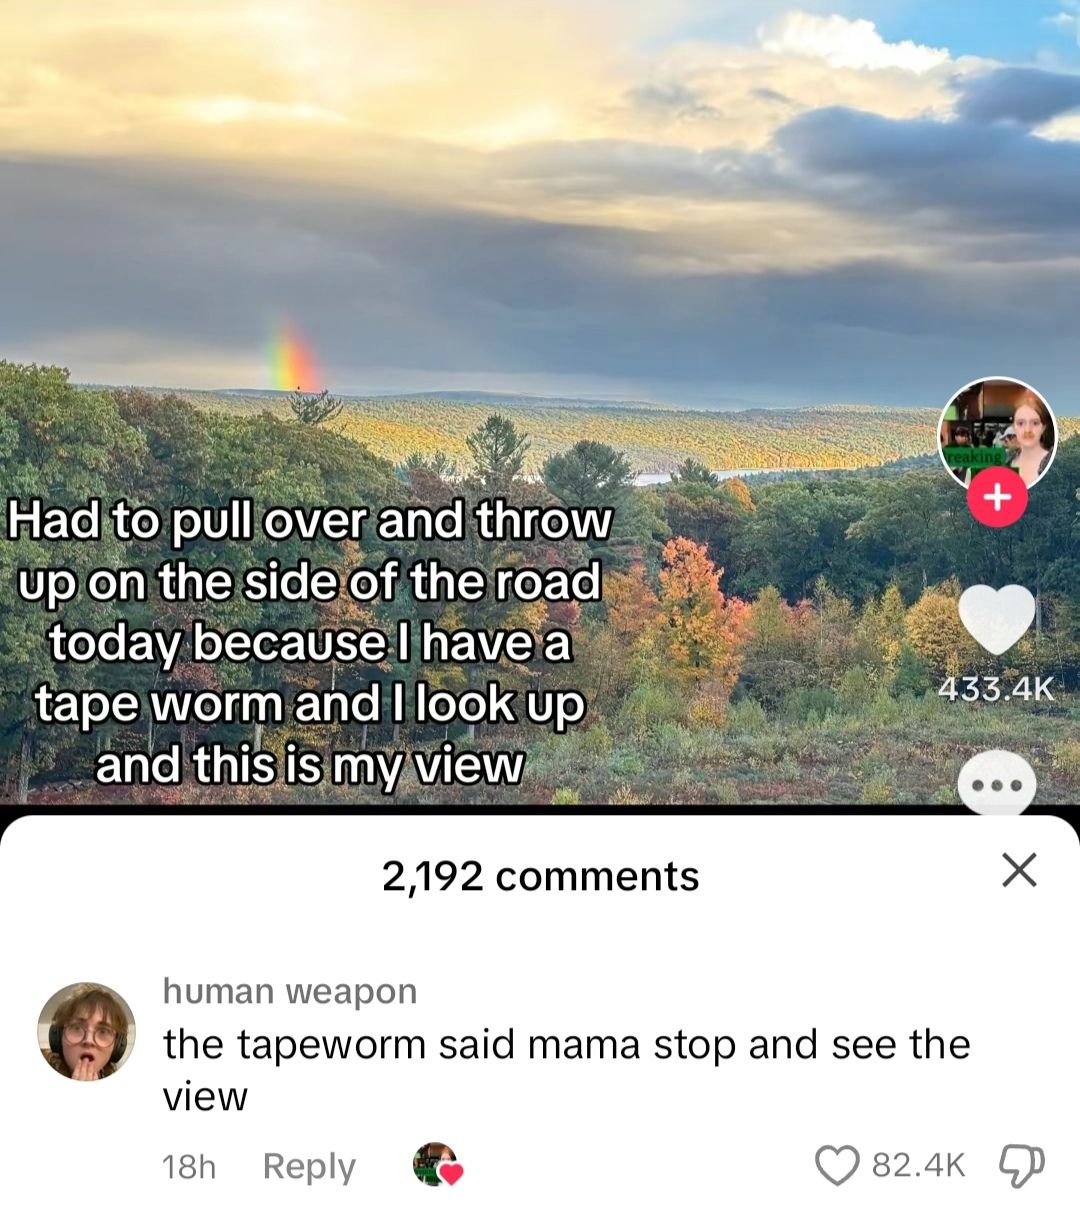 Had to pull over and throw
up on the side of the road
today because I have a
tape worm and I look up
and this is my view
reaking
433.4K
2,192 comments
human weapon
the tapeworm said mama stop and see the
view
18h Reply 82.4K